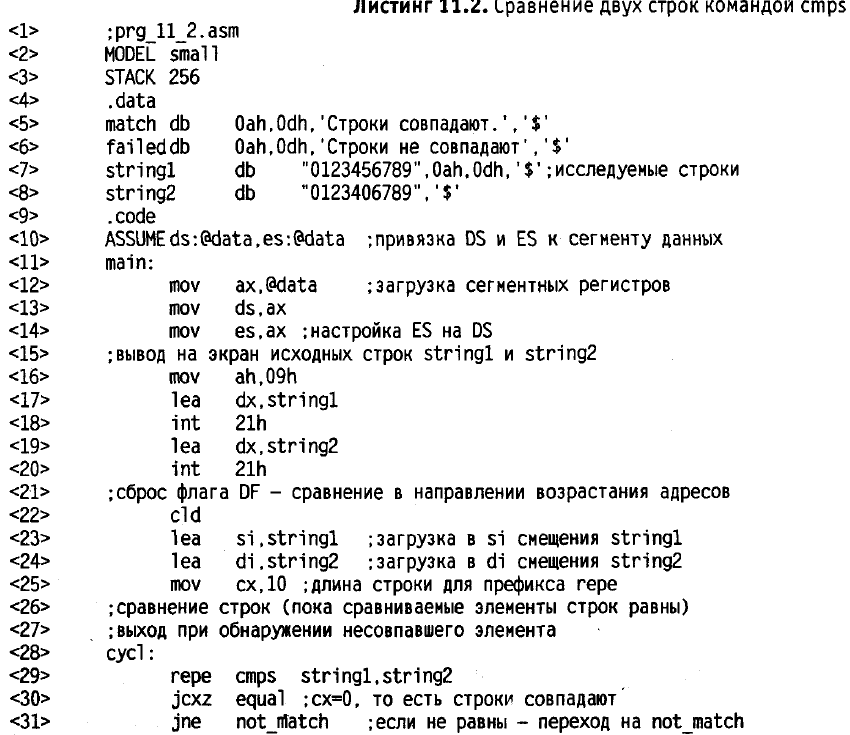 Листинг 11.2. Сравнение двух строк командой cmps
<1> ;prg_11_2.asm
<2> MODEL small
<3> STACK 256
<4> .data
<5> match db 0ah,0dh,'Строки совпадают.','$'
<6> failed db 0ah,0dh,'Строки не совпадают','$'
<7> string1 db "0123456789",0ah,0dh,'$';исследуемые строки
<8> string2 db "0123406789",'$'
<9> .code
<10> ASSUME ds:@data,es:@data ;привязка DS и ES к сегменту данных
<11> main:
<12> mov ax,@data ;загрузка сегментных регистров
<13> mov ds,ax
<14> mov es,ax ;настройка ES на DS
<15> ;вывод на экран исходных строк string1 и string2
<16> mov ah,09h
<17> lea dx,string1
<18> int 21h
<19> lea dx,string2
<20> int 21h
<21> ;сброс флага DF – сравнение в направлении возрастания адресов
<22> cld
<23> lea si,string1 ;загрузка в si смещения string1
<24> lea di,string2 ;загрузка в di смещения string2
<25> mov cx,10 ;длина строки для префикса repe
<26> ;сравнение строк (пока сравниваемые элементы строк равны)
<27> ;выход при обнаружении несовпавшего элемента
<28> cycl:
<29> repe cmps string1,string2
<30> jcxz equal ;cx=0, то есть строки совпадают
<31> jne not_match ;если не равны – переход на not_match